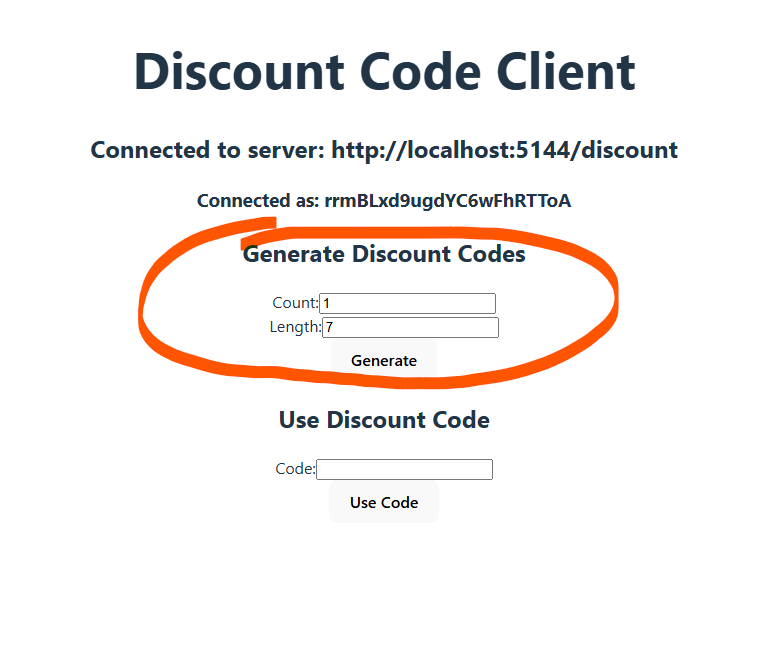 Discount Code Client
Connected to server: http://localhost:5144/discount
Connected as: rrmBLxd9ugdYC6wFhRTToA
Generate Discount Codes
Count:1
Length:7
Generate
Use Discount Code
Code:
Use Code